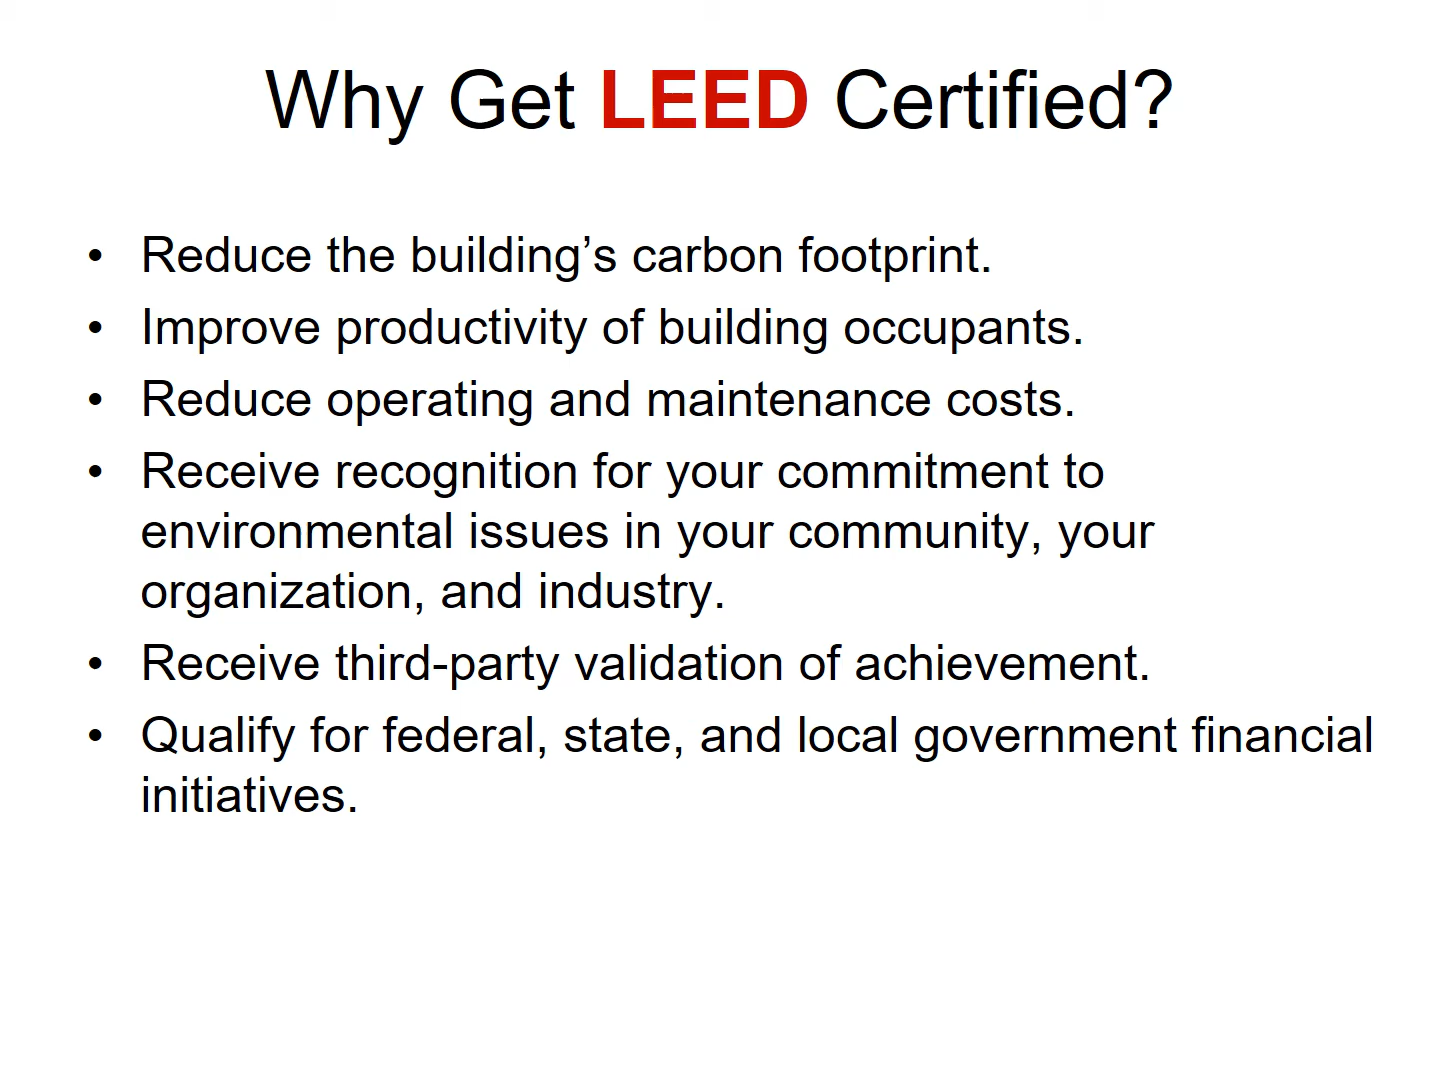 Why Get LEED Certified?
• Reduce the building’s carbon footprint.
• Improve productivity of building occupants.
• Reduce operating and maintenance costs.
• Receive recognition for your commitment to
environmental issues in your community, your
organization, and industry.
• Receive third-party validation of achievement.
• Qualify for federal, state, and local government financial
initiatives.